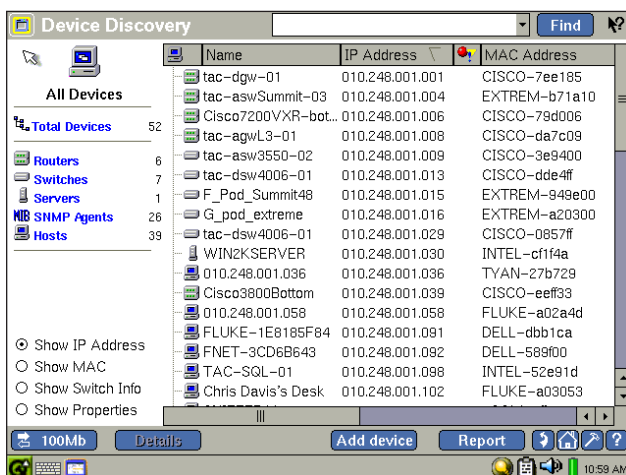 Device Discovery
Find
All Devices
Total Devices 52
Routers 6
Switches 7
Servers 1
MIB SNMP Agents 26
Hosts 39
Show IP Address
Show MAC
Show Switch Info
Show Properties
Name IP Address MAC Address
tac-dgw-01 010.248.001.001 CISCO-7ee185
tac-aswSummit-03 010.248.001.004 EXTREM-b71a10
Cisco7200VXR-bot... 010.248.001.006 CISCO-79d006
tac-agwL3-01 010.248.001.008 CISCO-da7c09
tac-asw3550-02 010.248.001.009 CISCO-3e9400
tac-dsw4006-01 010.248.001.013 CISCO-dde4ff
F_Pod_Summit48 010.248.001.015 EXTREM-949e00
G_pod_extreme 010.248.001.016 EXTREM-a20300
tac-dsw4006-01 010.248.001.029 CISCO-0857ff
WIN2KSERVER 010.248.001.030 INTEL-cf1f4a
010.248.001.036 010.248.001.036 TYAN-27b729
Cisco3800Bottom 010.248.001.039 CISCO-eeff33
010.248.001.058 010.248.001.058 FLUKE-a02a4d
FLUKE-1E8185F84 010.248.001.091 DELL-dbb1ca
FNET-3CD6B643 010.248.001.092 DELL-589f00
TAC-SQL-01 010.248.001.098 INTEL-52e91d
Chris Davis's Desk 010.248.001.102 FLUKE-a03053
100Mb Details Add device Report ?
10:59 AM